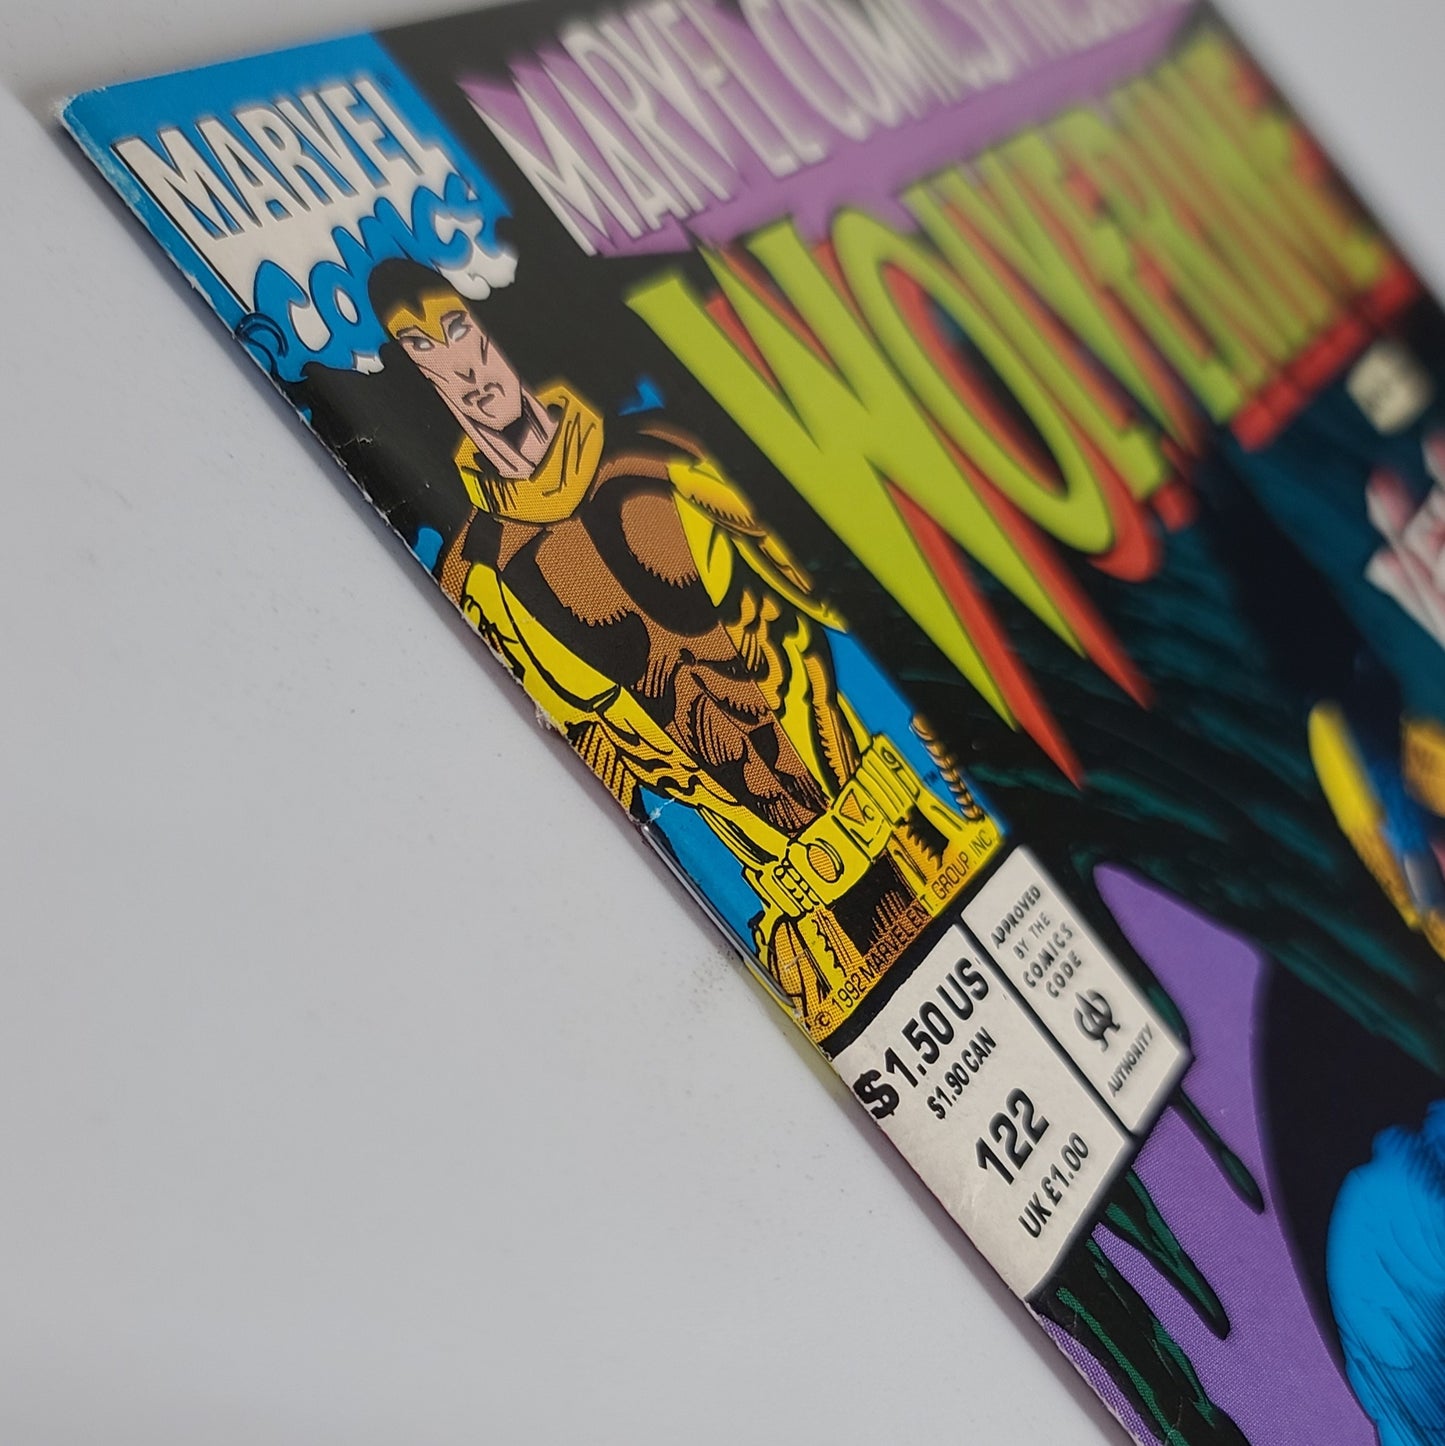 MARVEL
COMICS
MARVEL COMICS PRESENTS
WOLVERINE
TM
© 1992 MARVEL ENT. GROUP, INC.
$1.50 US
$1.90 CAN
122
UK £1.00
APPROVED
BY THE
COMICS
CODE
AUTHORITY